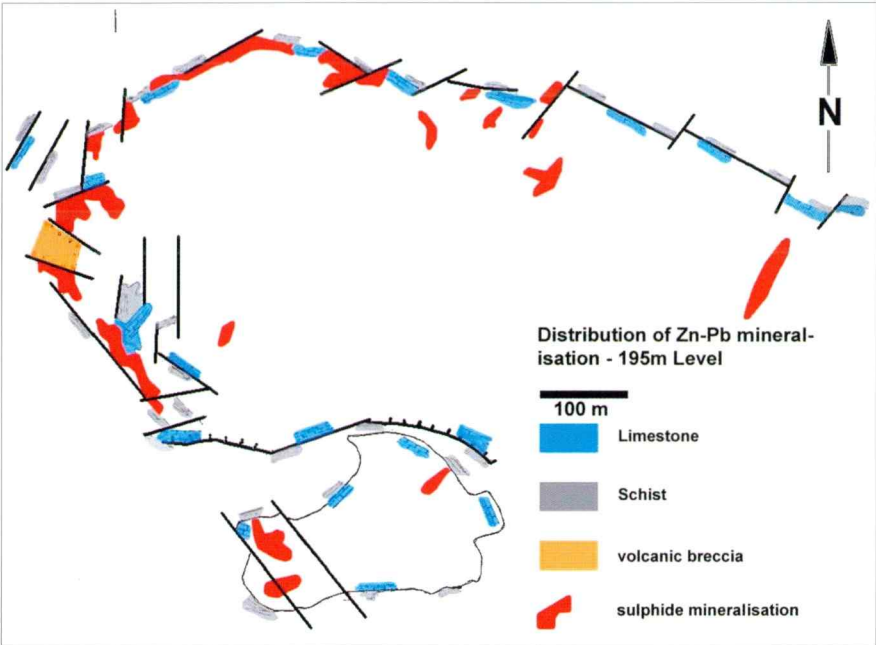 N
Distribution of Zn-Pb mineral-
isation - 195m Level
100 m
Limestone
Schist
volcanic breccia
sulphide mineralisation